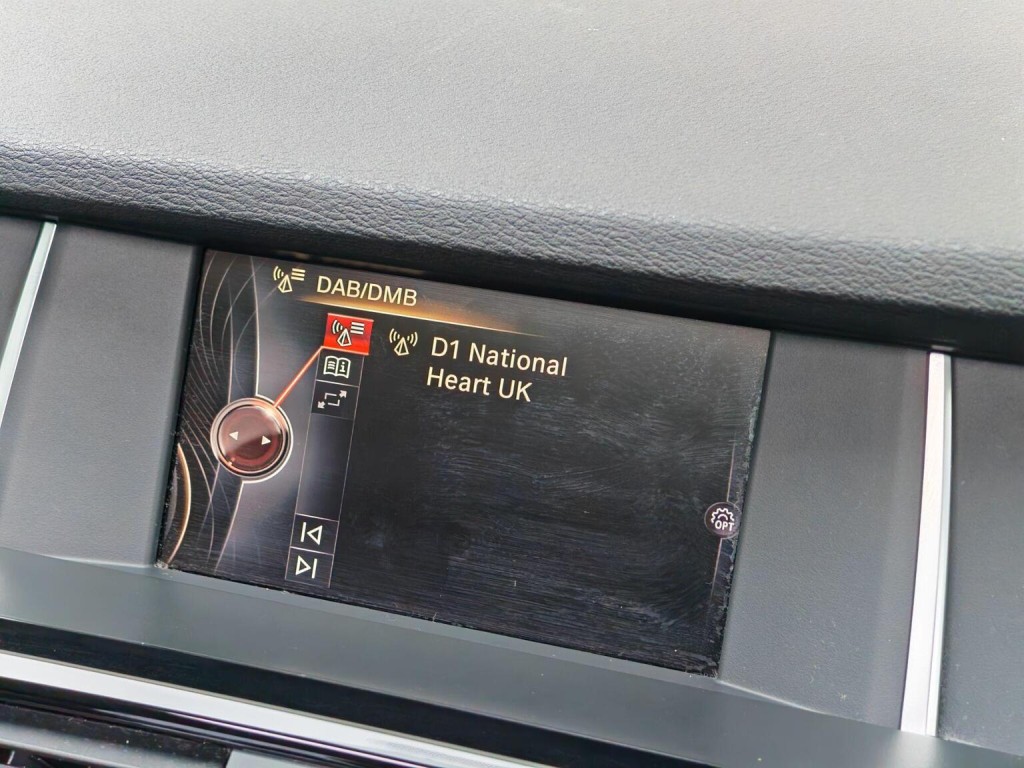 DAB/DMB
D1 National
Heart UK
OPT